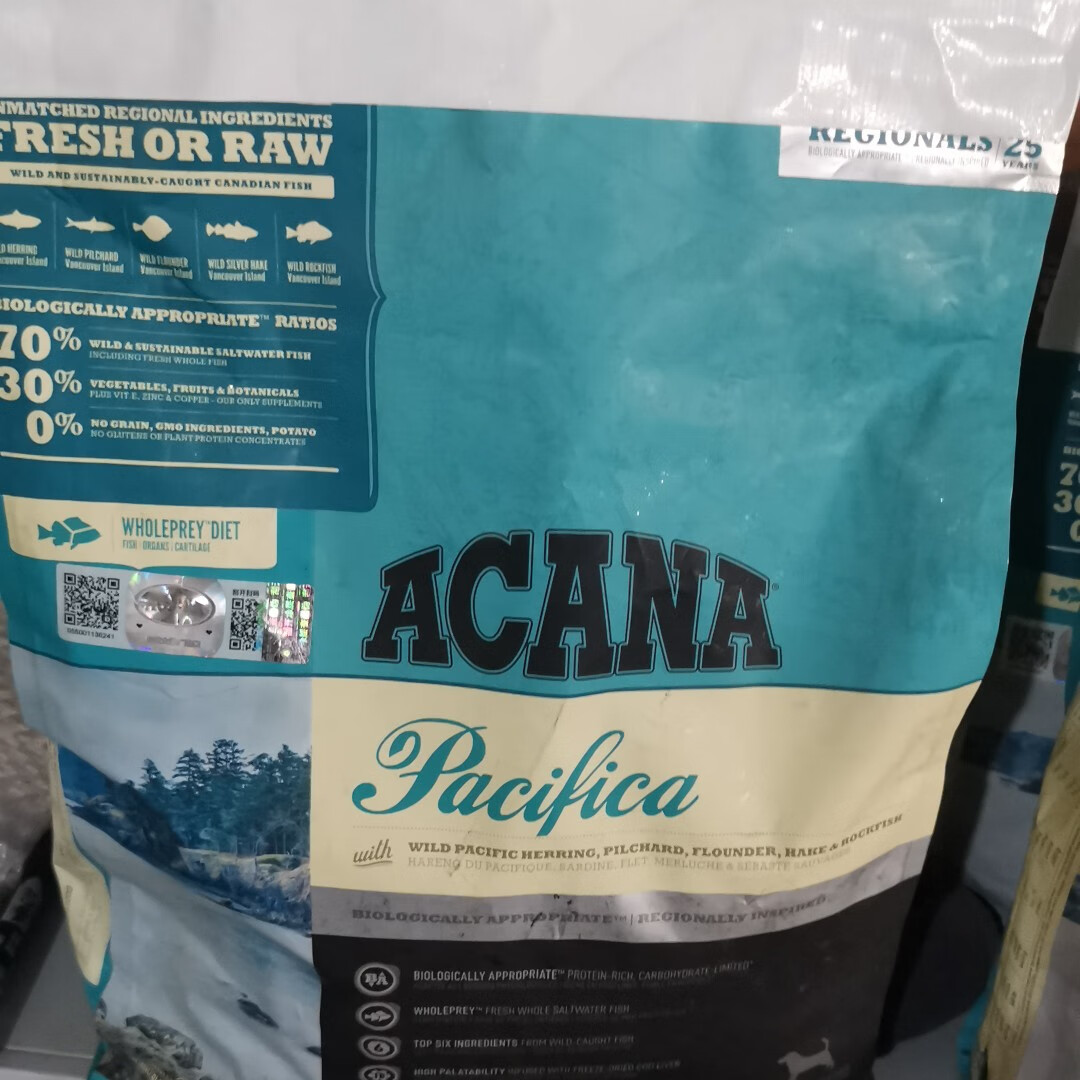 NMATCHED REGIONAL INGREDIENTS
FRESH OR RAW
WILD AND SUSTAINABLY-CAUGHT CANADIAN FISH
D HERRING
ncouver Island
WILD PILCHARD
Vancouver Island
WILD FLOUNDER
Vancouver Island
WILD SILVER HAKE
Vancouver Island
WILD ROCKFISH
Vancouver Island
BIOLOGICALLY APPROPRIATE™ RATIOS
70% WILD & SUSTAINABLE SALTWATER FISH
INCLUDING FRESH WHOLE FISH
30% VEGETABLES, FRUITS & BOTANICALS
PLUS VIT E, ZINC & COPPER - OUR ONLY SUPPLEMENTS
0% NO GRAIN, GMO INGREDIENTS, POTATO
NO GLUTENS OR PLANT PROTEIN CONCENTRATES
REGIONALS 25 YEARS
BIOLOGICALLY APPROPRIATE REGIONALLY INSPIRED
WHOLEPREY™ DIET
FISH | ORGANS | CARTILAGE
ACANA®
Pacifica
with WILD PACIFIC HERRING, PILCHARD, FLOUNDER, HAKE & ROCKFISH
HARENG DU PACIFIQUE, SARDINE, FLET, MERLUCHE & SÉBASTE SAUVAGES
BIOLOGICALLY APPROPRIATE™ | REGIONALLY INSPIRED
BA BIOLOGICALLY APPROPRIATE™ PROTEIN-RICH, CARBOHYDRATE-LIMITED
WHOLEPREY™ FRESH WHOLE SALTWATER FISH
6 TOP SIX INGREDIENTS FROM WILD-CAUGHT FISH
HIGH PALATABILITY INFUSED WITH FREEZE-DRIED COD LIVER